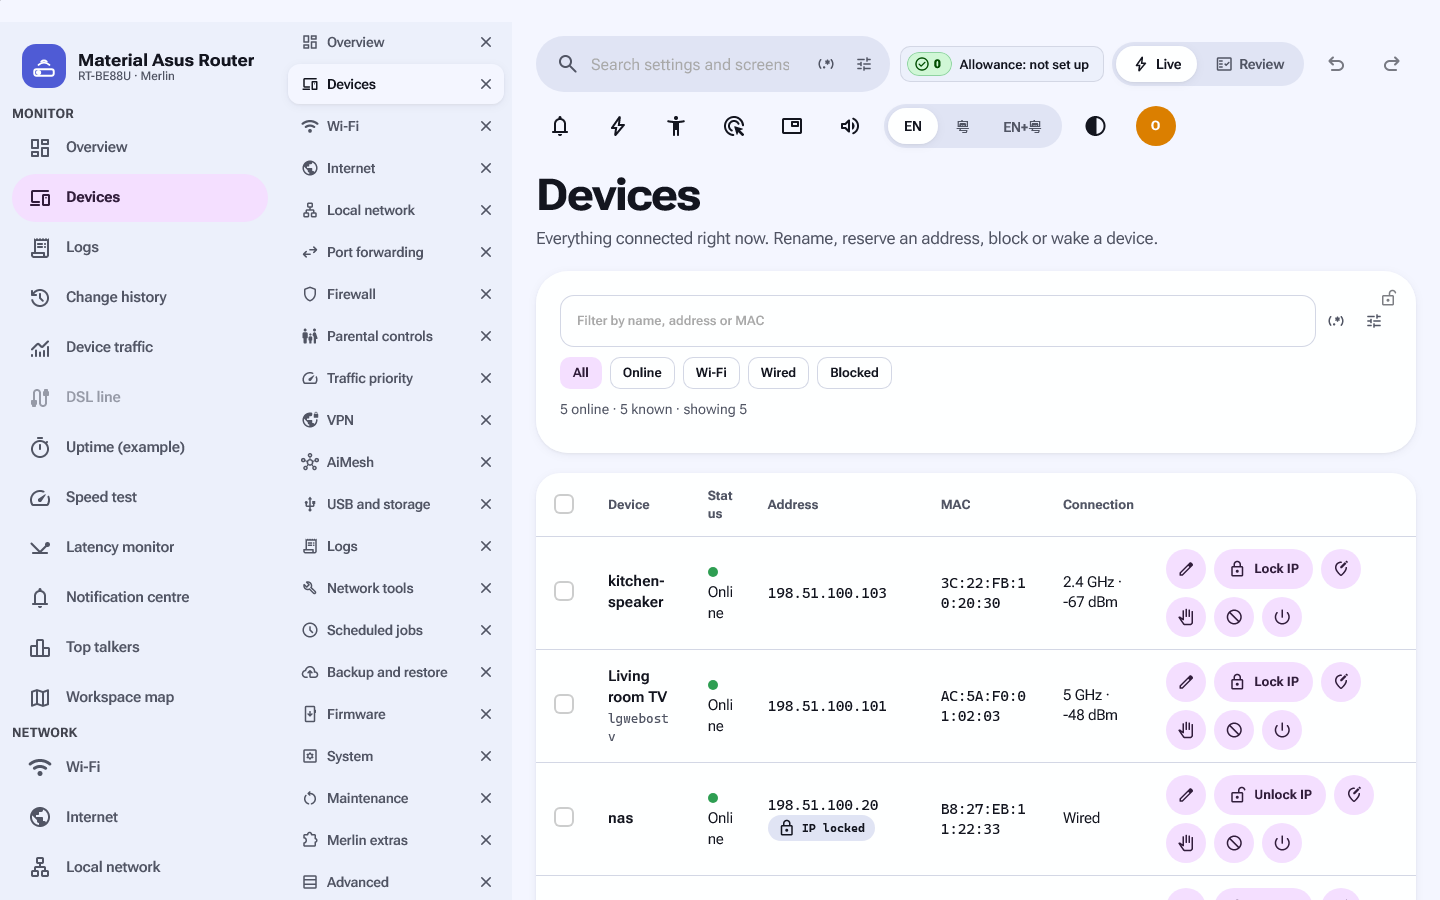 Material Asus Router
RT-BE88U · Merlin
MONITOR
Overview
Devices
Logs
Change history
Device traffic
DSL line
Uptime (example)
Speed test
Latency monitor
Notification centre
Top talkers
Workspace map
NETWORK
Wi-Fi
Internet
Local network
Overview
Devices
Wi-Fi
Internet
Local network
Port forwarding
Firewall
Parental controls
Traffic priority
VPN
AiMesh
USB and storage
Logs
Network tools
Scheduled jobs
Backup and restore
Firmware
System
Maintenance
Merlin extras
Advanced
Search settings and screens
(.*)
0
Allowance: not set up
Live
Review
EN
粵
EN+粵
O
Devices
Everything connected right now. Rename, reserve an address, block or wake a device.
Filter by name, address or MAC
(.*)
All
Online
Wi-Fi
Wired
Blocked
5 online · 5 known · showing 5
Device
Stat
us
Address
MAC
Connection
kitchen-
speaker
Onli
ne
198.51.100.103
3C:22:FB:1
0:20:30
2.4 GHz ·
-67 dBm
Lock IP
Living
room TV
lgwebost
v
Onli
ne
198.51.100.101
AC:5A:F0:0
1:02:03
5 GHz ·
-48 dBm
Lock IP
nas
Onli
ne
198.51.100.20
IP locked
B8:27:EB:1
1:22:33
Wired
Unlock IP